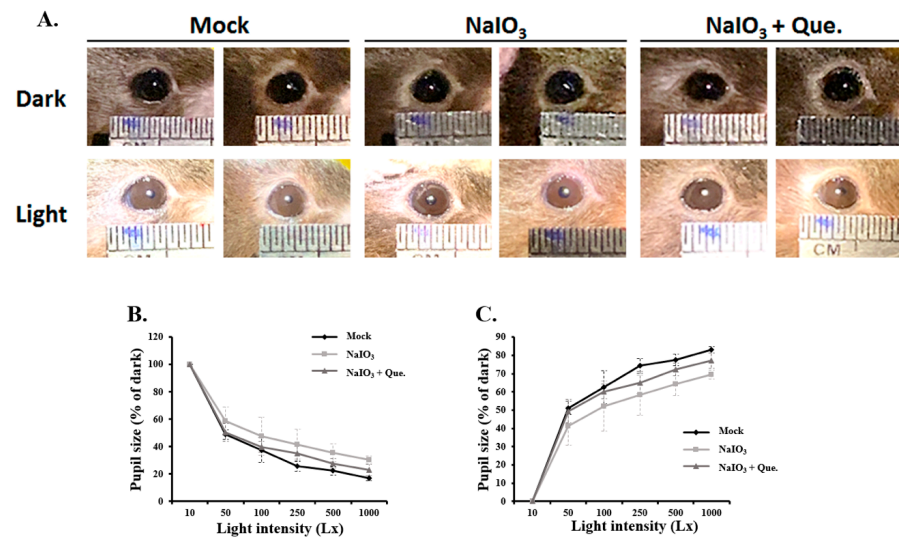 A.
Mock NaIO₃ NaIO₃ + Que.
Dark
Light
CM
CM
B.
Pupil size (% of dark)
120
100
80
60
40
20
0
10 50 100 250 500 1000
Light intensity (Lx)
Mock
NaIO₃
NaIO₃ + Que.
C.
Pupil size (% of dark)
90
80
70
60
50
40
30
20
10
0
10 50 100 250 500 1000
Light intensity (Lx)
Mock
NaIO₃
NaIO₃ + Que.